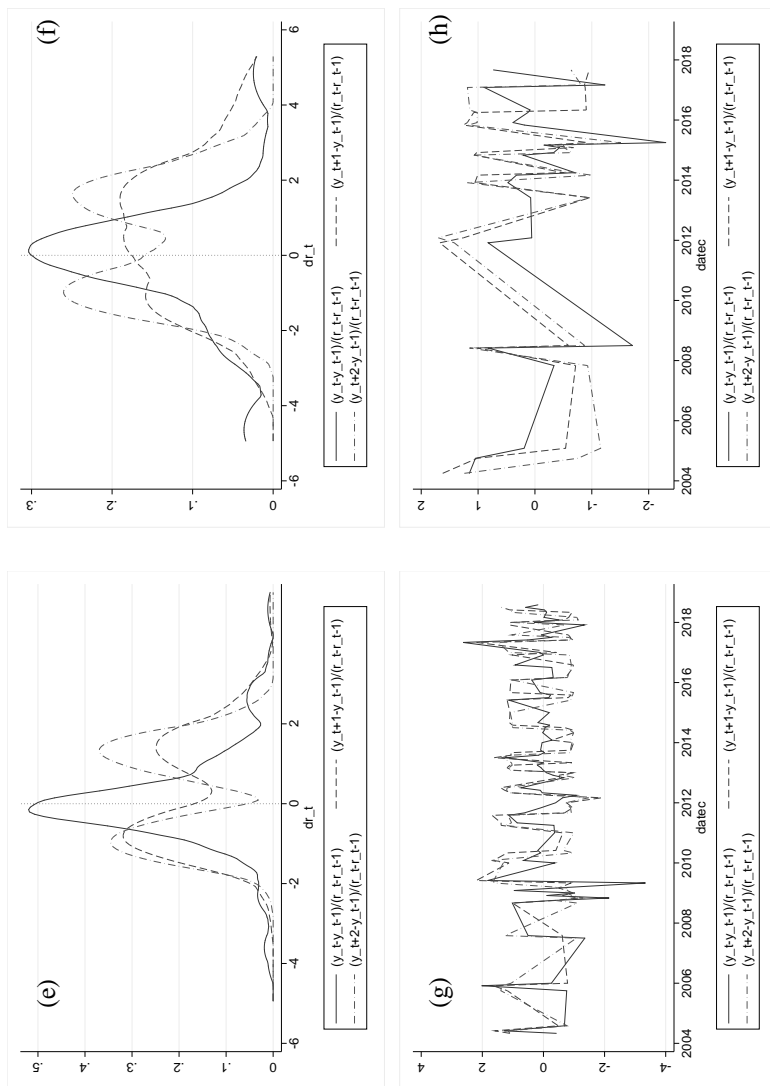 (e)
.5
.4
.3
.2
.1
0
-6 -4 -2 0 2
dr_t
(y_t-y_t-1)/(r_t-r_t-1) (y_t+1-y_t-1)/(r_t-r_t-1)
(y_t+2-y_t-1)/(r_t-r_t-1)
(f)
.3
.2
.1
0
-6 -4 -2 0 2 4 6
dr_t
(y_t-y_t-1)/(r_t-r_t-1) (y_t+1-y_t-1)/(r_t-r_t-1)
(y_t+2-y_t-1)/(r_t-r_t-1)
(g)
4
2
0
-2
-4
2004 2006 2008 2010 2012 2014 2016 2018
datec
(y_t-y_t-1)/(r_t-r_t-1) (y_t+1-y_t-1)/(r_t-r_t-1)
(y_t+2-y_t-1)/(r_t-r_t-1)
(h)
2
1
0
-1
-2
2004 2006 2008 2010 2012 2014 2016 2018
datec
(y_t-y_t-1)/(r_t-r_t-1) (y_t+1-y_t-1)/(r_t-r_t-1)
(y_t+2-y_t-1)/(r_t-r_t-1)